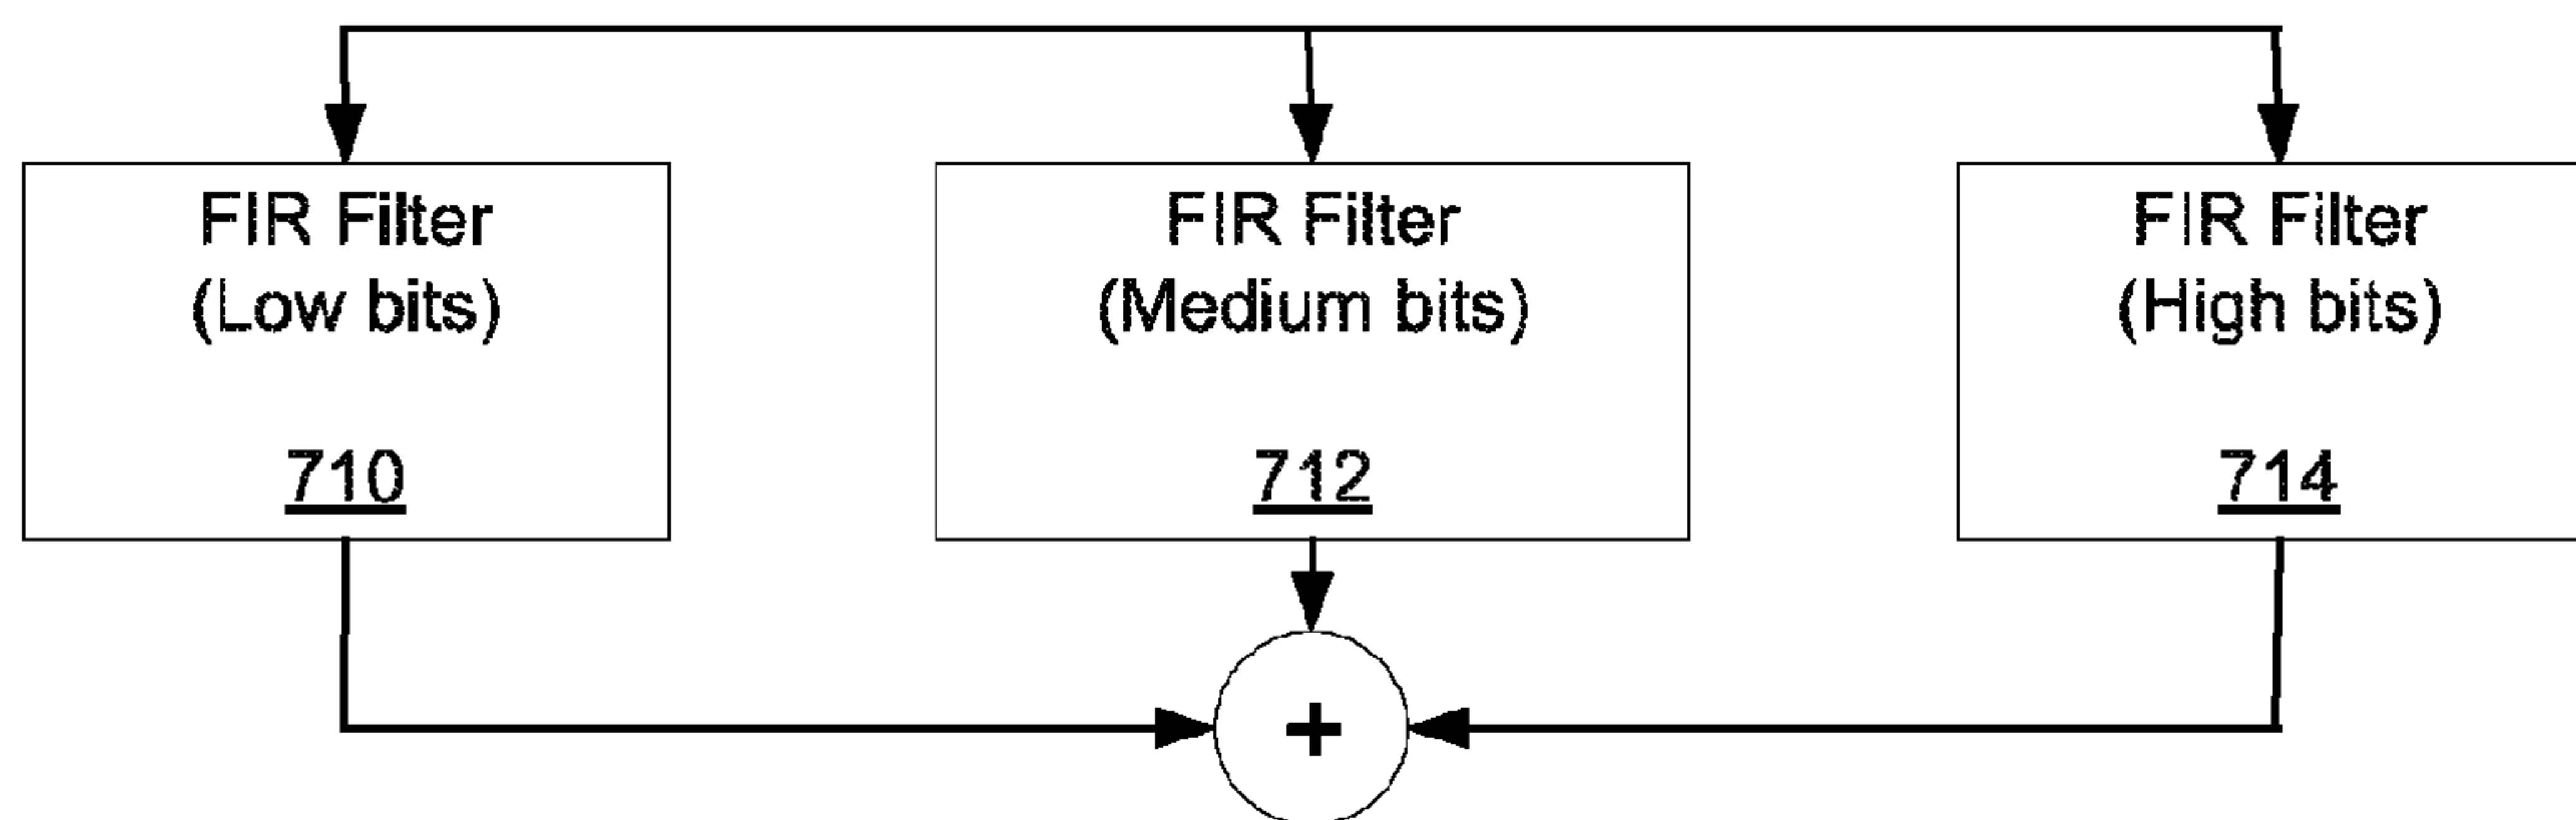 FIR Filter
(Low bits)
710
FIR Filter
(Medium bits)
712
FIR Filter
(High bits)
714
+